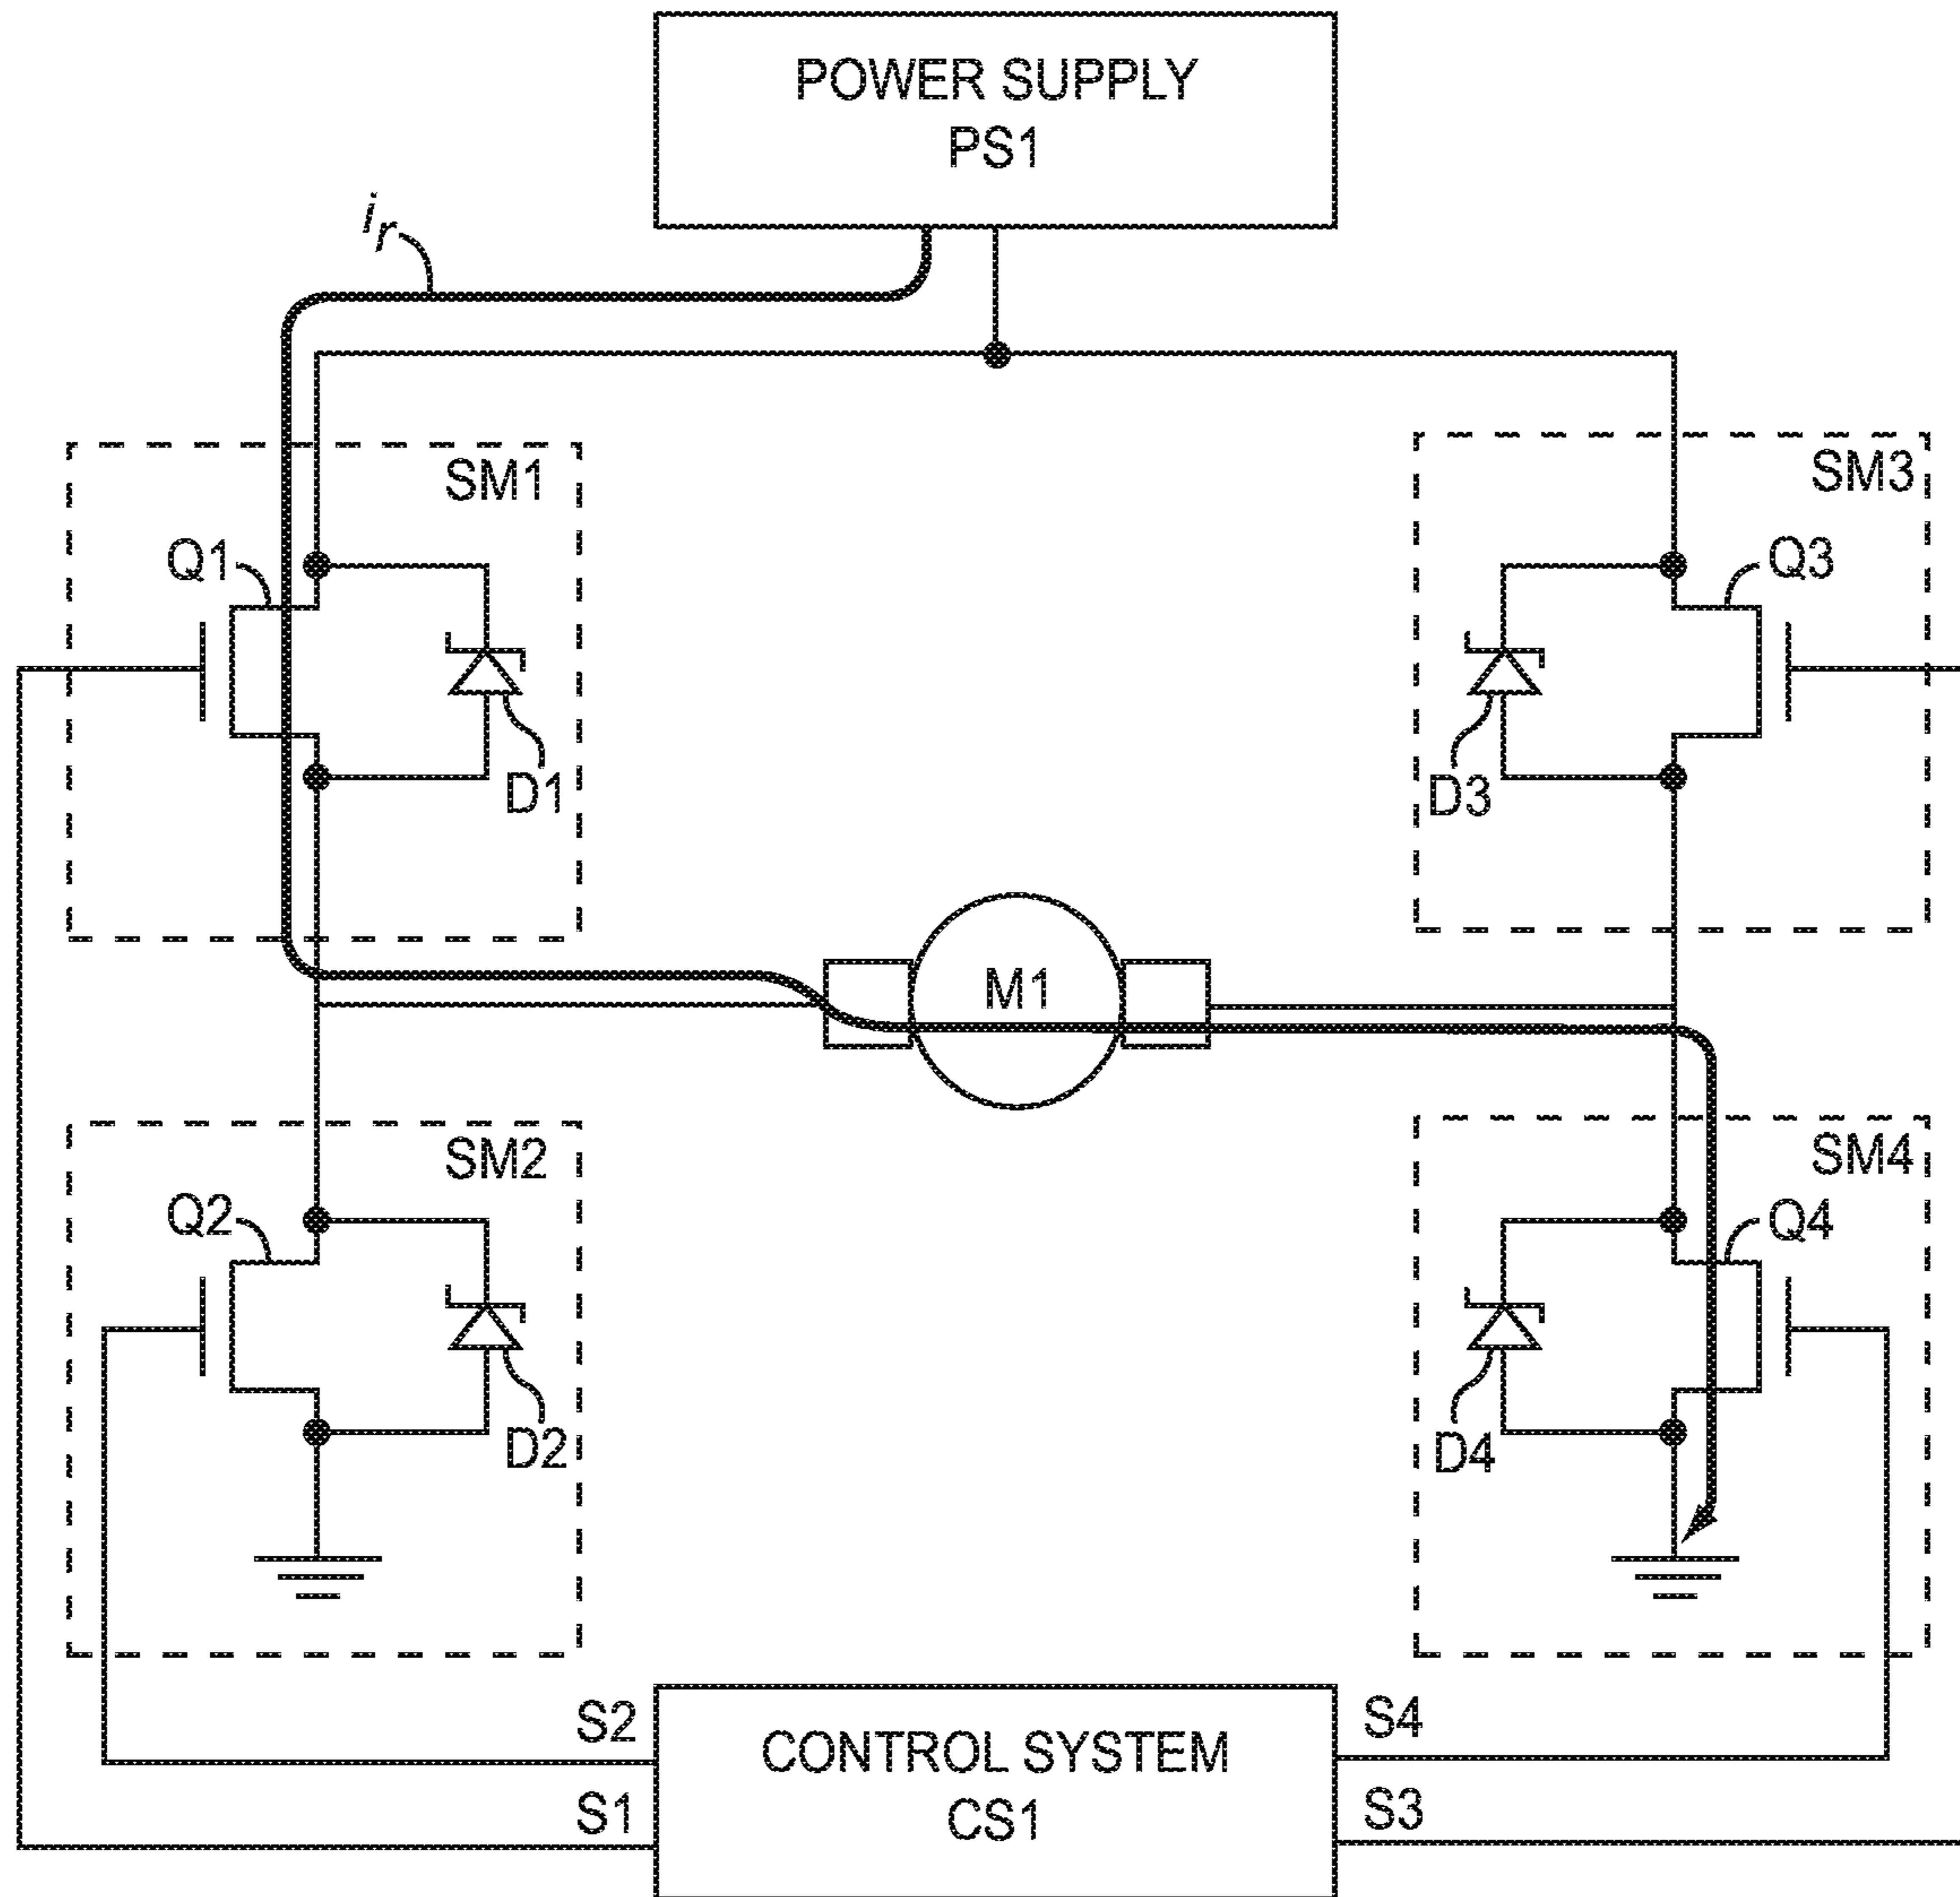 POWER SUPPLY
PS1
ir
SM1
SM3
Q1
Q3
D1
D3
M1
SM2
SM4
Q2
Q4
D2
D4
S2
S4
CONTROL SYSTEM
CS1
S1
S3